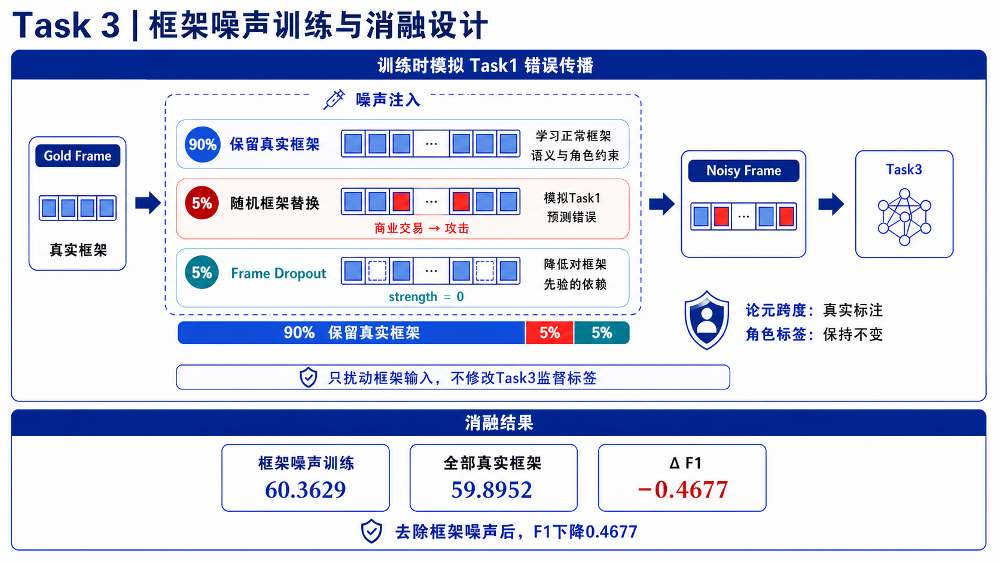 Task 3 | 框架噪声训练与消融设计
训练时模拟 Task1 错误传播
噪声注入
Gold Frame
真实框架
90% 保留真实框架 ... 学习正常框架
语义与角色约束
5% 随机框架替换 ... 模拟Task1
预测错误
商业交易 → 攻击
5% Frame Dropout ... 降低对框架
先验的依赖
strength = 0
90% 保留真实框架 5% 5%
只扰动框架输入，不修改Task3监督标签
Noisy Frame
...
Task3
论元跨度：真实标注
角色标签：保持不变
消融结果
框架噪声训练
60.3629
全部真实框架
59.8952
Δ F1
−0.4677
去除框架噪声后，F1下降0.4677